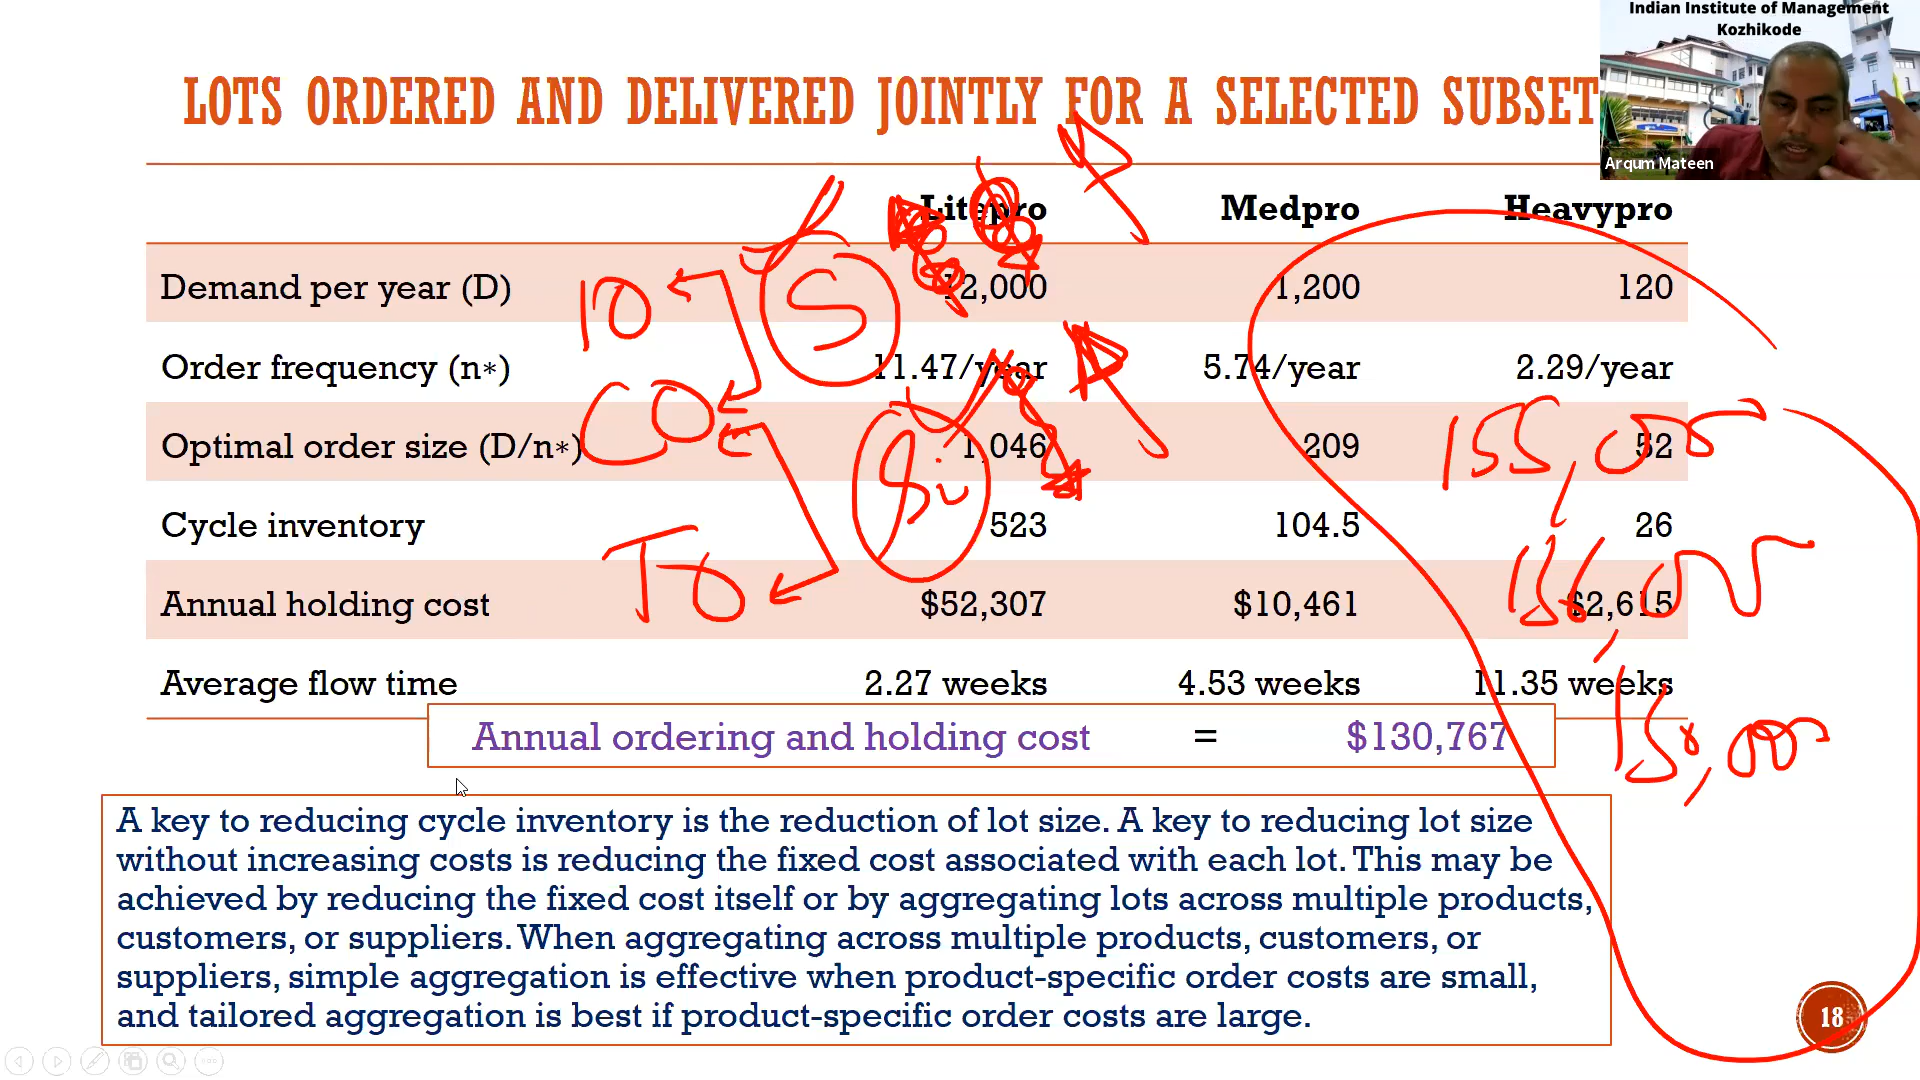 Indian Institute of Management
Kozhikode
Arqum Mateen
LOTS ORDERED AND DELIVERED JOINTLY FOR A SELECTED SUBSET
Litepro Medpro Heavypro
Demand per year (D) 12,000 1,200 120
Order frequency (n*) 11.47/year 5.74/year 2.29/year
Optimal order size (D/n*) 1,046 209 52
Cycle inventory 523 104.5 26
Annual holding cost $52,307 $10,461 $2,615
Average flow time 2.27 weeks 4.53 weeks 11.35 weeks
Annual ordering and holding cost = $130,767
A key to reducing cycle inventory is the reduction of lot size. A key to reducing lot size
without increasing costs is reducing the fixed cost associated with each lot. This may be
achieved by reducing the fixed cost itself or by aggregating lots across multiple products,
customers, or suppliers. When aggregating across multiple products, customers, or
suppliers, simple aggregation is effective when product-specific order costs are small,
and tailored aggregation is best if product-specific order costs are large.
18
IO
S
CO
Si
TO
155,000